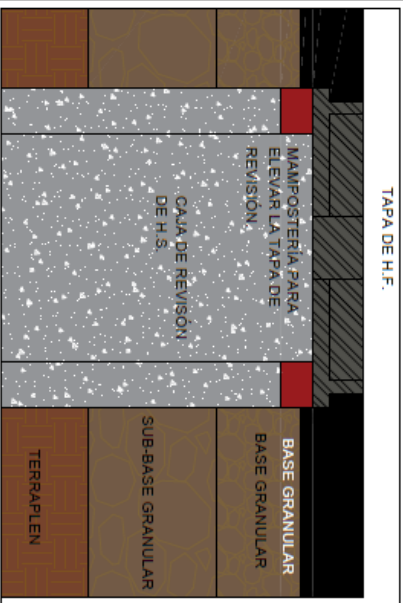 TAPA DE H.F.
MAMPOSTERÍA PARA
ELEVAR LA TAPA DE
REVISIÓN
CAJA DE REVISÓN
DE H.S.
BASE GRANULAR
BASE GRANULAR
SUB-BASE GRANULAR
TERRAPLEN